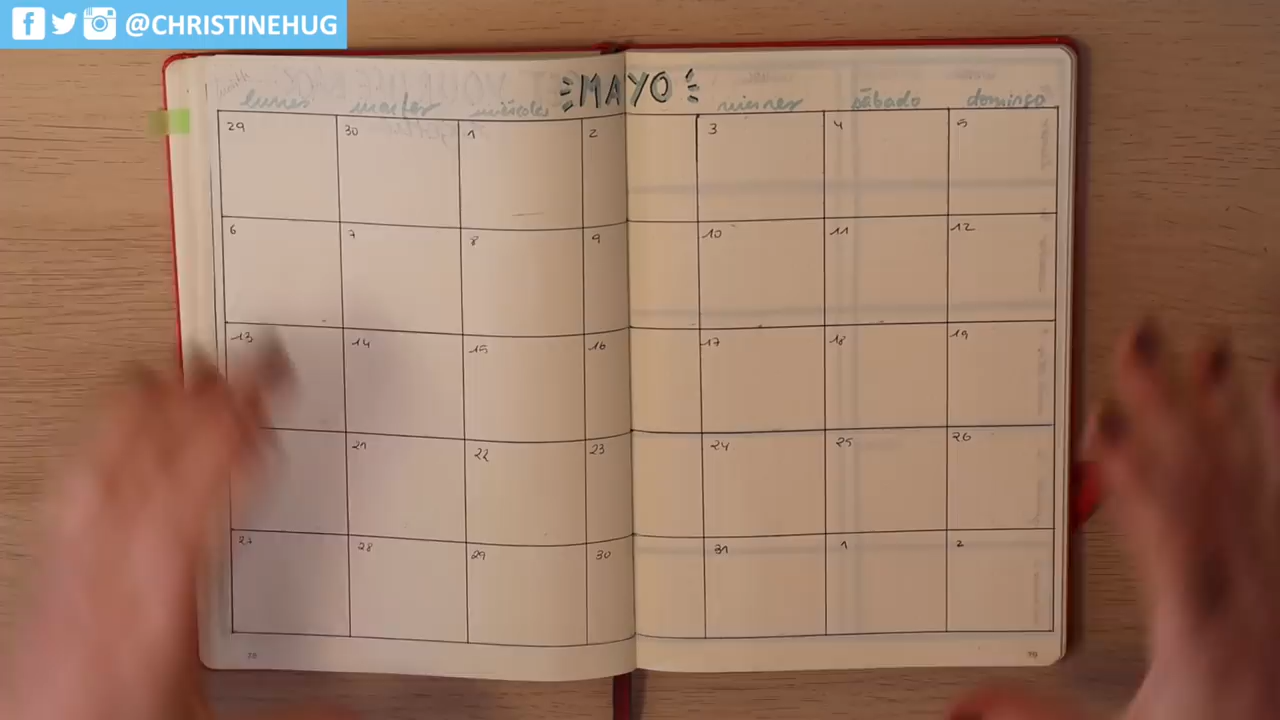 @CHRISTINEHUG
MAYO
lunes martes miércoles viernes sábado domingo
29 30 1 2 3 4 5
6 7 8 9 10 11 12
13 14 15 16 17 18 19
21 22 23 24 25 26
27 28 29 30 31 1 2
78 79